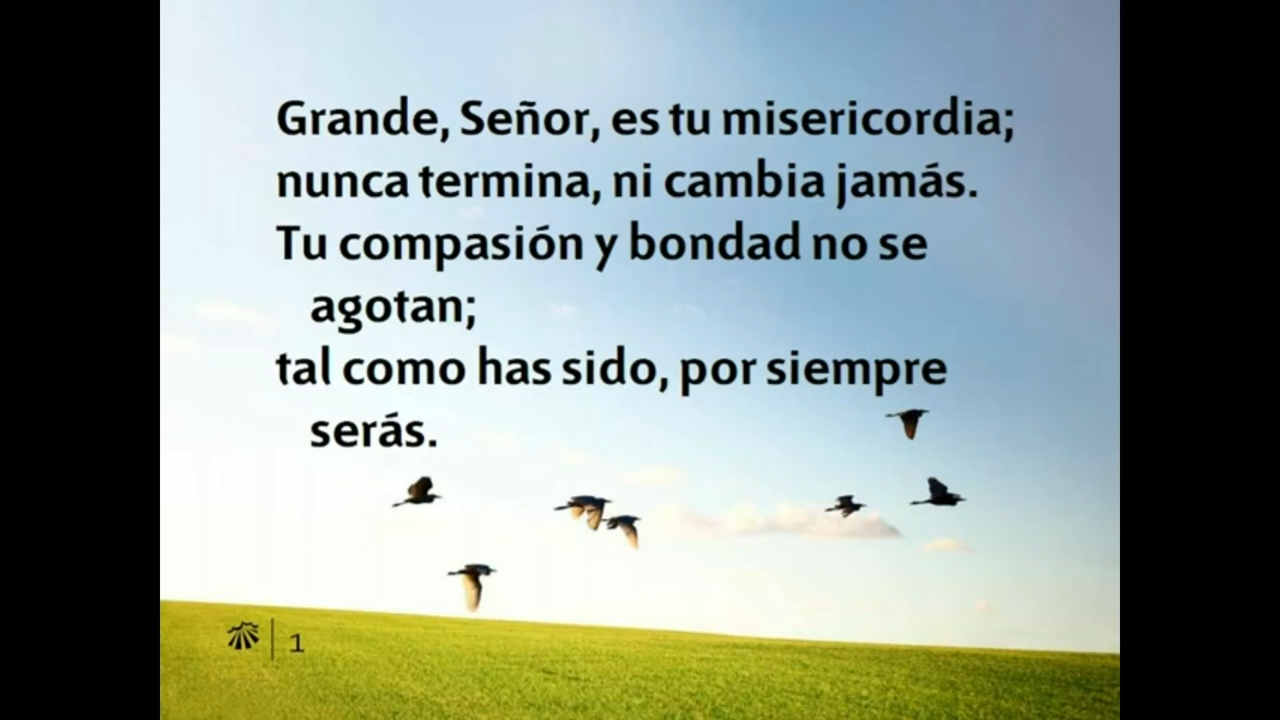 Grande, Señor, es tu misericordia;
nunca termina, ni cambia jamás.
Tu compasión y bondad no se
agotan;
tal como has sido, por siempre
serás.
1